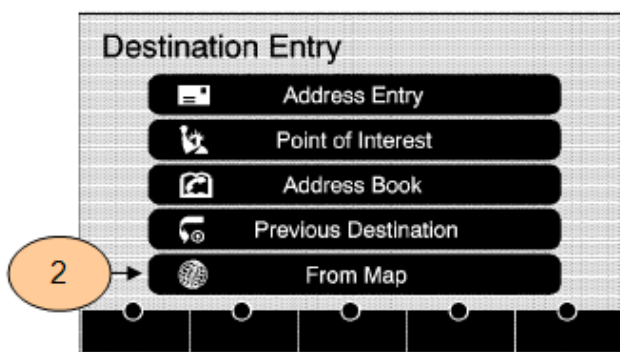 Destination Entry
Address Entry
Point of Interest
Address Book
Previous Destination
2
From Map